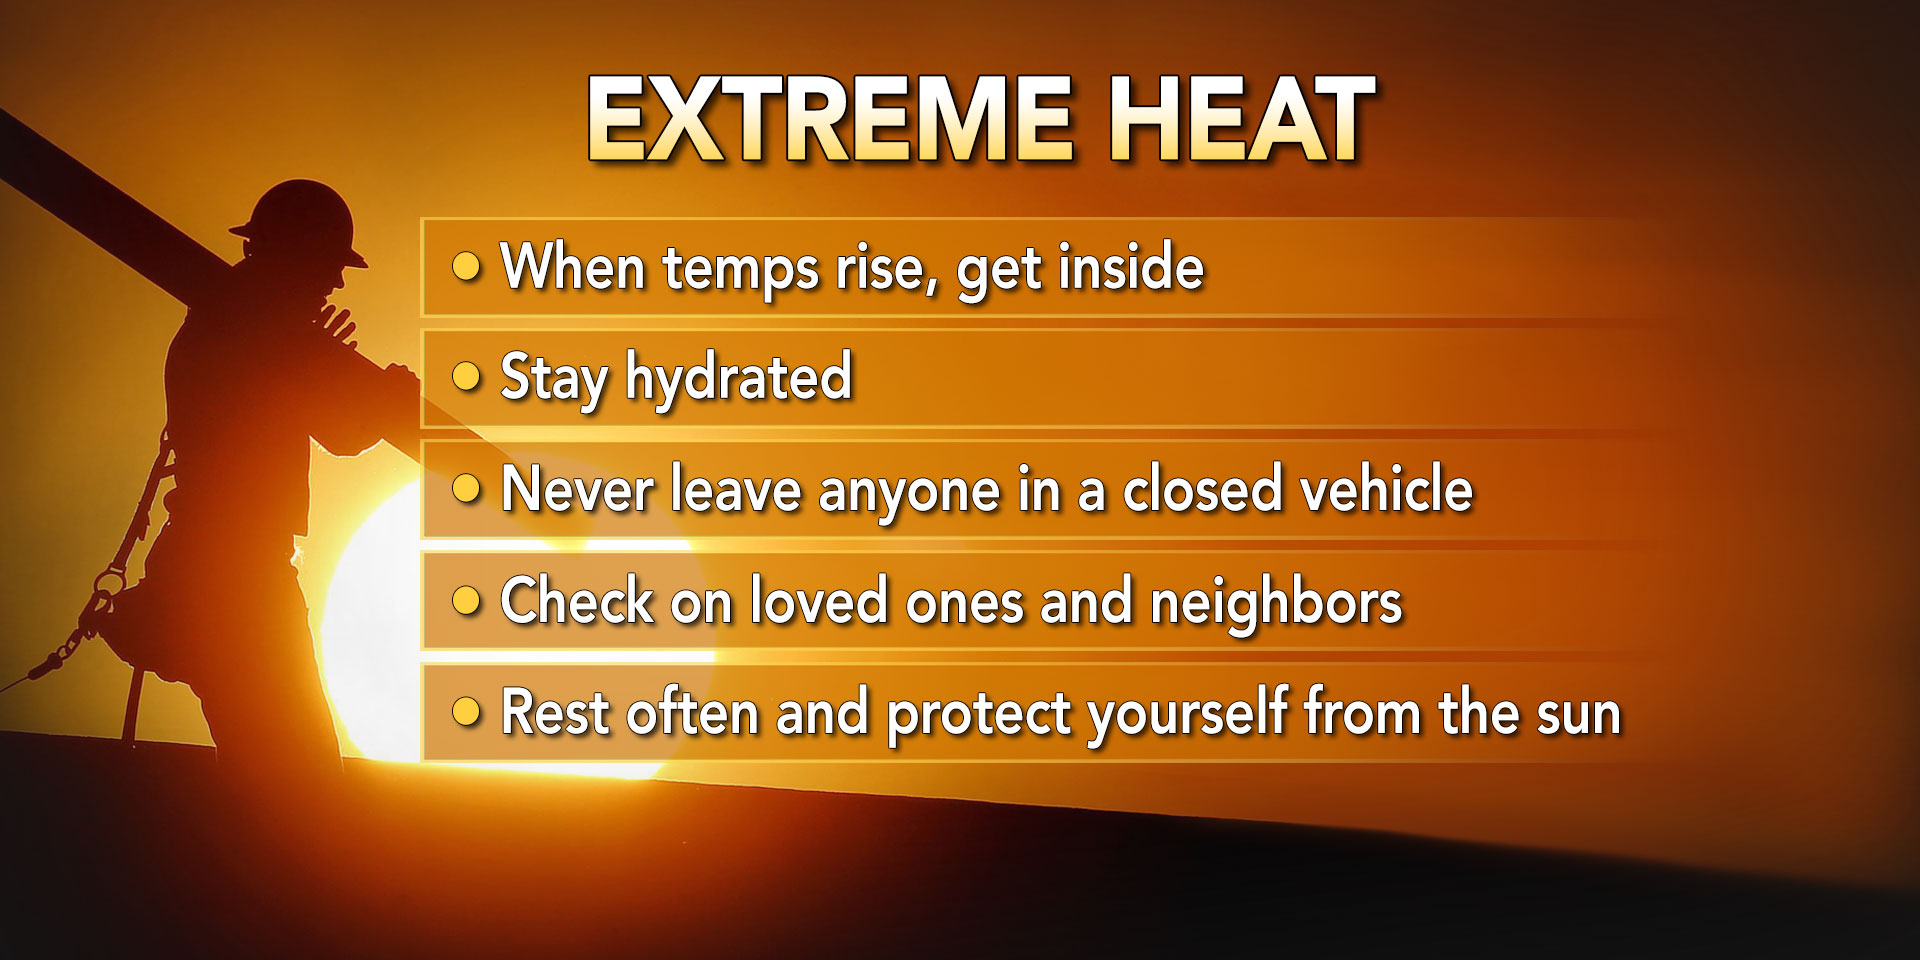 EXTREME HEAT
When temps rise, get inside
Stay hydrated
Never leave anyone in a closed vehicle
Check on loved ones and neighbors
Rest often and protect yourself from the sun